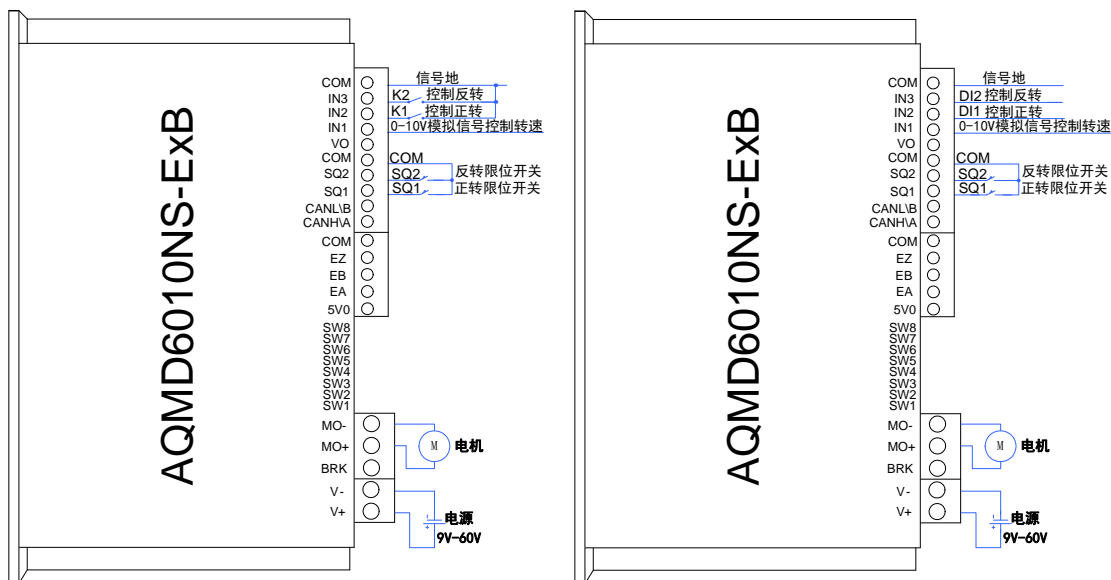 AQMD6010NS-ExB
COM 信号地
IN3 K2 控制反转
IN2 K1 控制正转
IN1 0-10V模拟信号控制转速
VO
COM COM
SQ2 SQ2 反转限位开关
SQ1 SQ1 正转限位开关
CANL\B
CANH\A
COM
EZ
EB
EA
5V0
SW8
SW7
SW6
SW5
SW4
SW3
SW2
SW1
MO-
MO+ M 电机
BRK
V-
V+ 电源
9V-60V
AQMD6010NS-ExB
COM 信号地
IN3 DI2 控制反转
IN2 DI1 控制正转
IN1 0-10V模拟信号控制转速
VO
COM COM
SQ2 SQ2 反转限位开关
SQ1 SQ1 正转限位开关
CANL\B
CANH\A
COM
EZ
EB
EA
5V0
SW8
SW7
SW6
SW5
SW4
SW3
SW2
SW1
MO-
MO+ M 电机
BRK
V-
V+ 电源
9V-60V